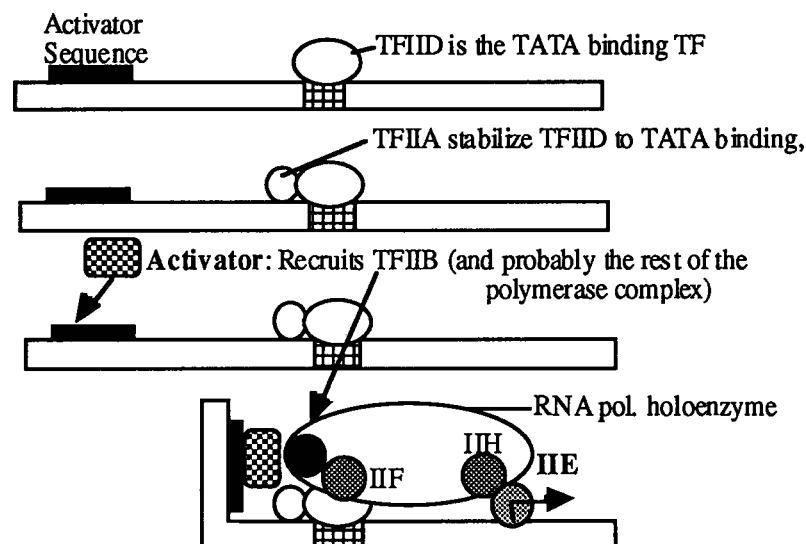 Activator
Sequence
TFIID is the TATA binding TF
TFIIA stabilize TFIID to TATA binding,
Activator: Recruits TFIIB (and probably the rest of the
polymerase complex)
RNA pol. holoenzyme
IIH
IIE
IIF